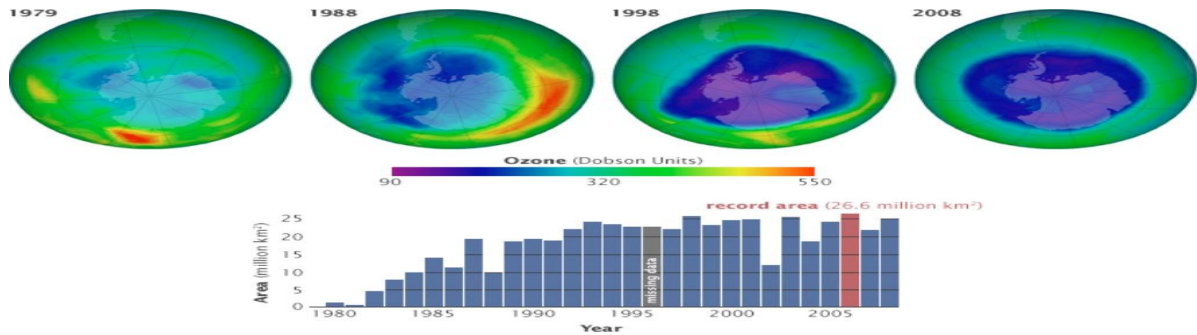 1979 1988 1998 2008
Ozone (Dobson Units)
90 320 550
record area (26.6 million km²)
Area (million km²)
25
20
15
10
5
0
missing data
1980 1985 1990 1995 2000 2005
Year